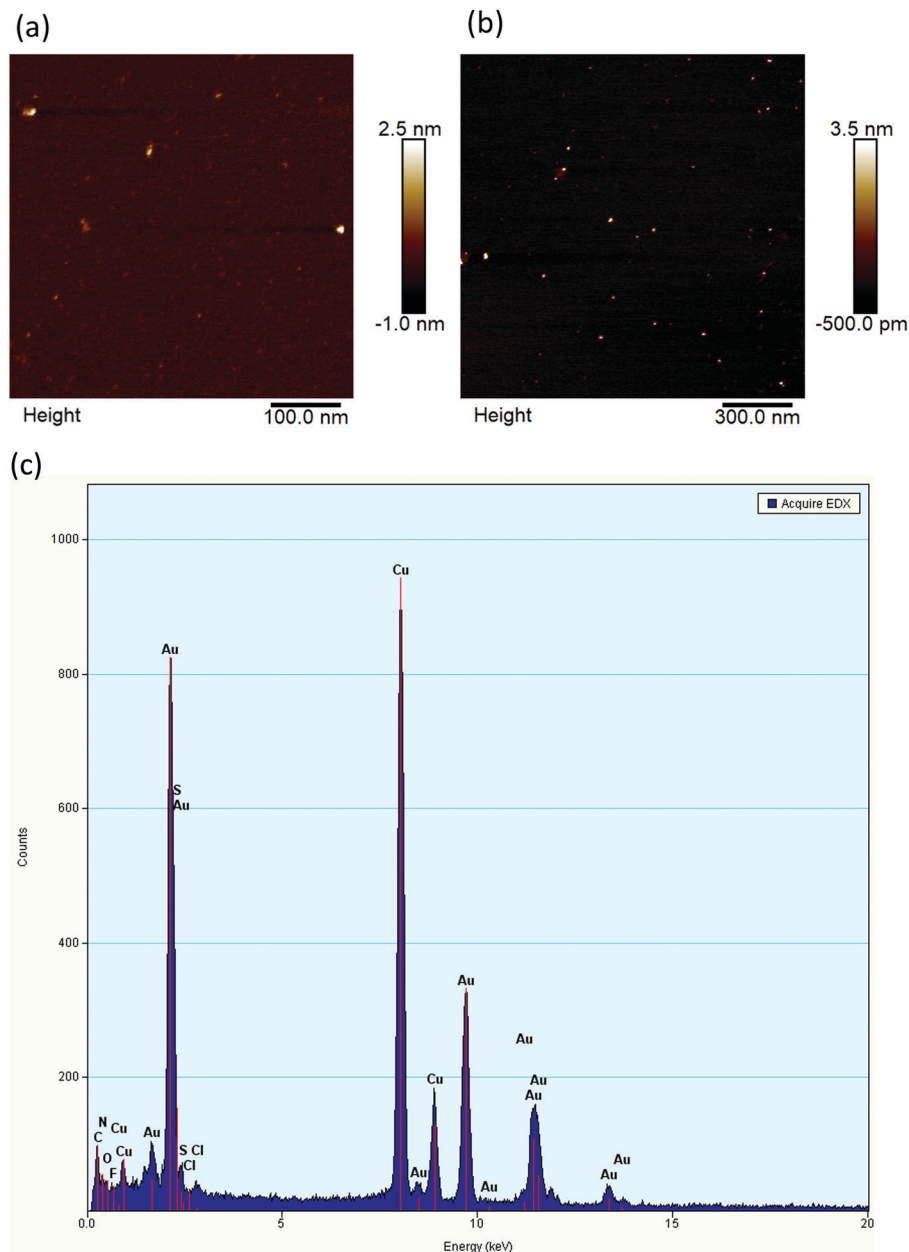 (a)
(b)
2.5 nm
-1.0 nm
3.5 nm
-500.0 pm
Height
100.0 nm
Height
300.0 nm
(c)
Acquire EDX
1000
800
600
400
200
Counts
Cu
Au
S
Au
Au
Cu
Au
Au
Au
N
Cu
C
O
F
Cu
Au
S Cl
Cl
Au
Au
Au
Au
0.0
5
10
15
20
Energy (keV)